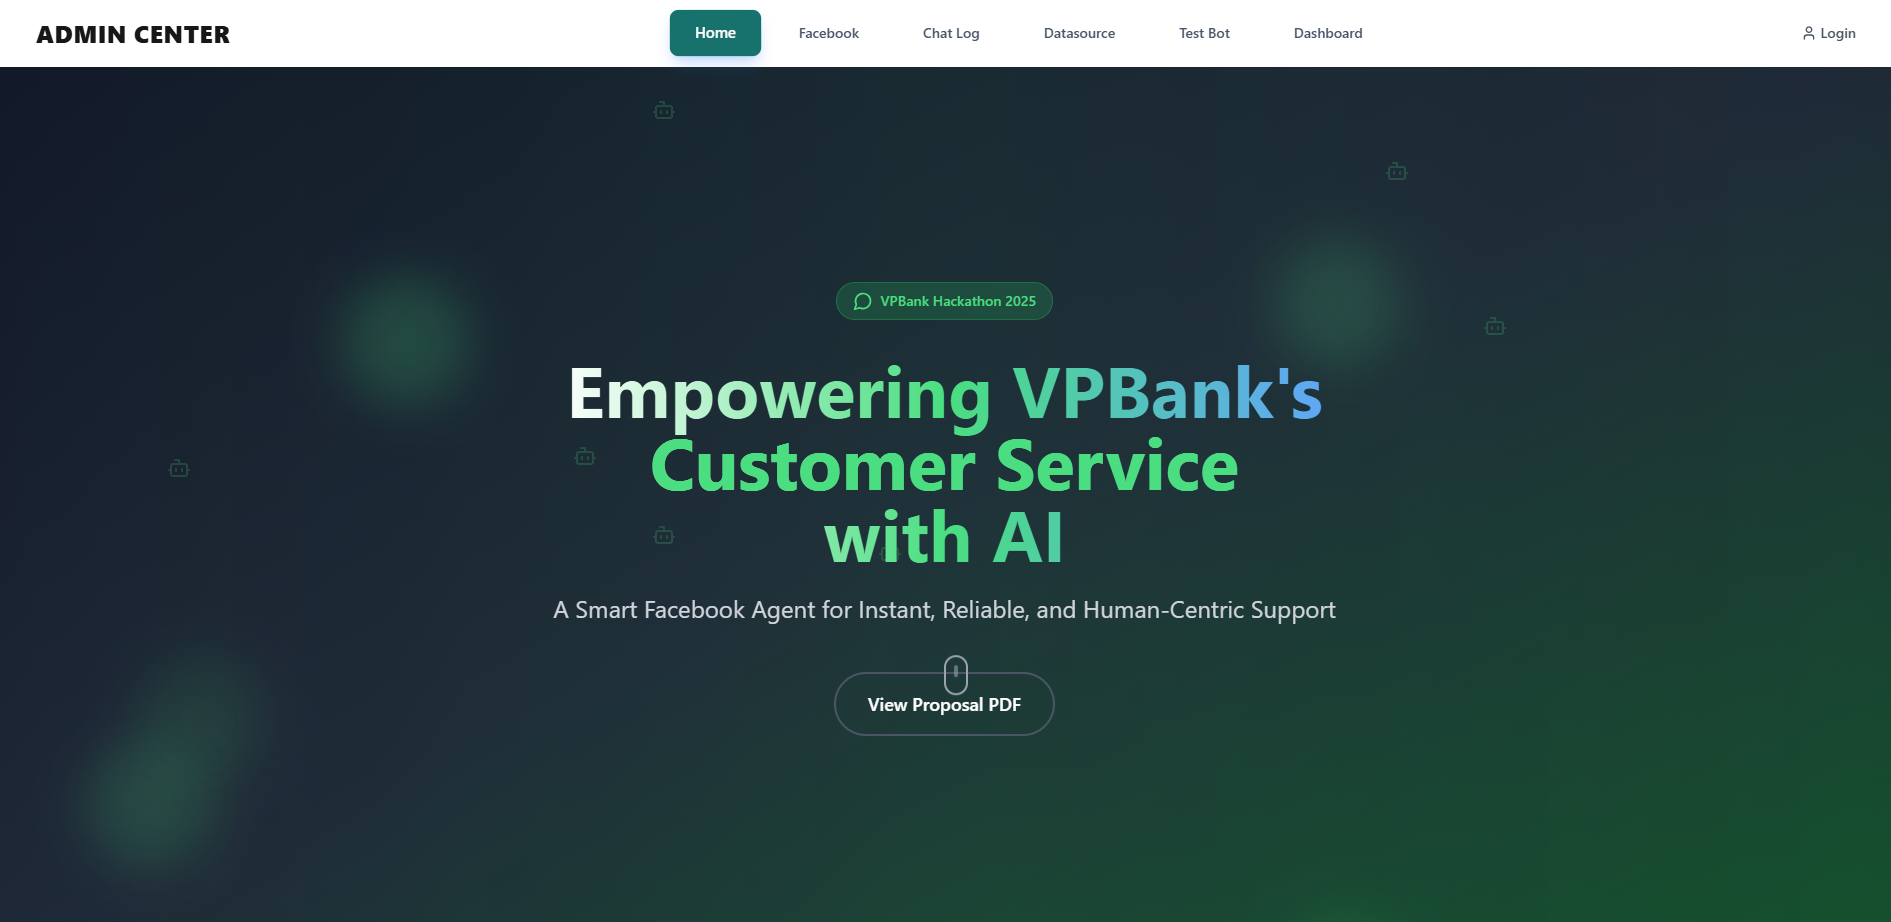 ADMIN CENTER
Home
Facebook
Chat Log
Datasource
Test Bot
Dashboard
Login
VPBank Hackathon 2025
Empowering VPBank's
Customer Service
with AI
A Smart Facebook Agent for Instant, Reliable, and Human-Centric Support
View Proposal PDF